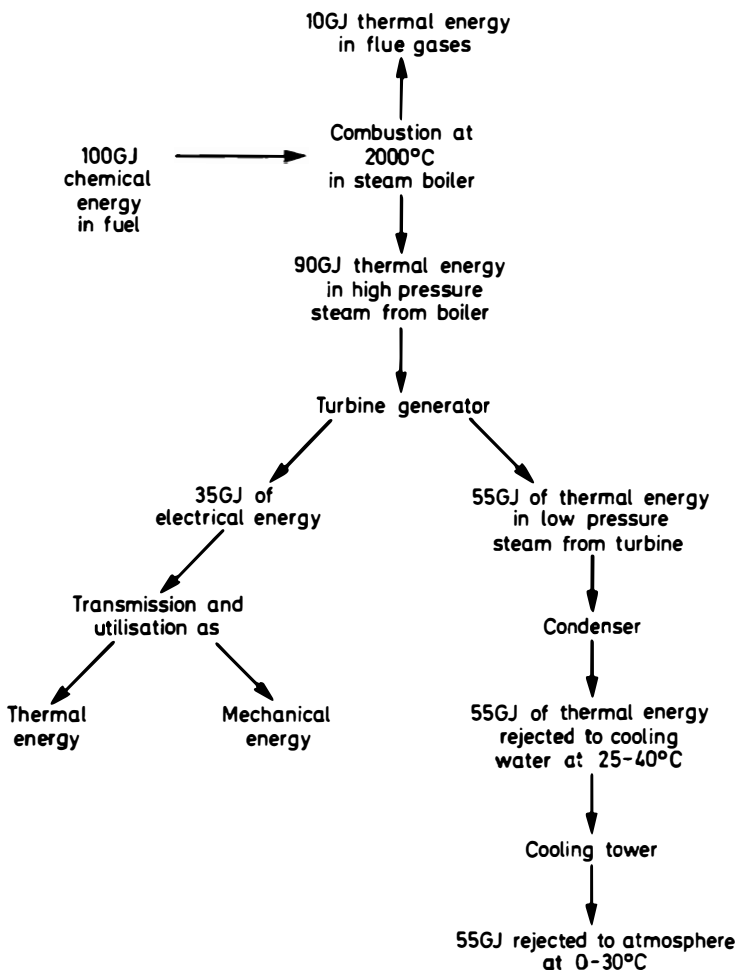 10GJ thermal energy
in flue gases
100GJ
chemical
energy
in fuel
Combustion at
2000°C
in steam boiler
90GJ thermal energy
in high pressure
steam from boiler
Turbine generator
35GJ of
electrical energy
55GJ of thermal energy
in low pressure
steam from turbine
Transmission and
utilisation as
Condenser
Thermal
energy
Mechanical
energy
55GJ of thermal energy
rejected to cooling
water at 25-40°C
Cooling tower
55GJ rejected to atmosphere
at 0-30°C